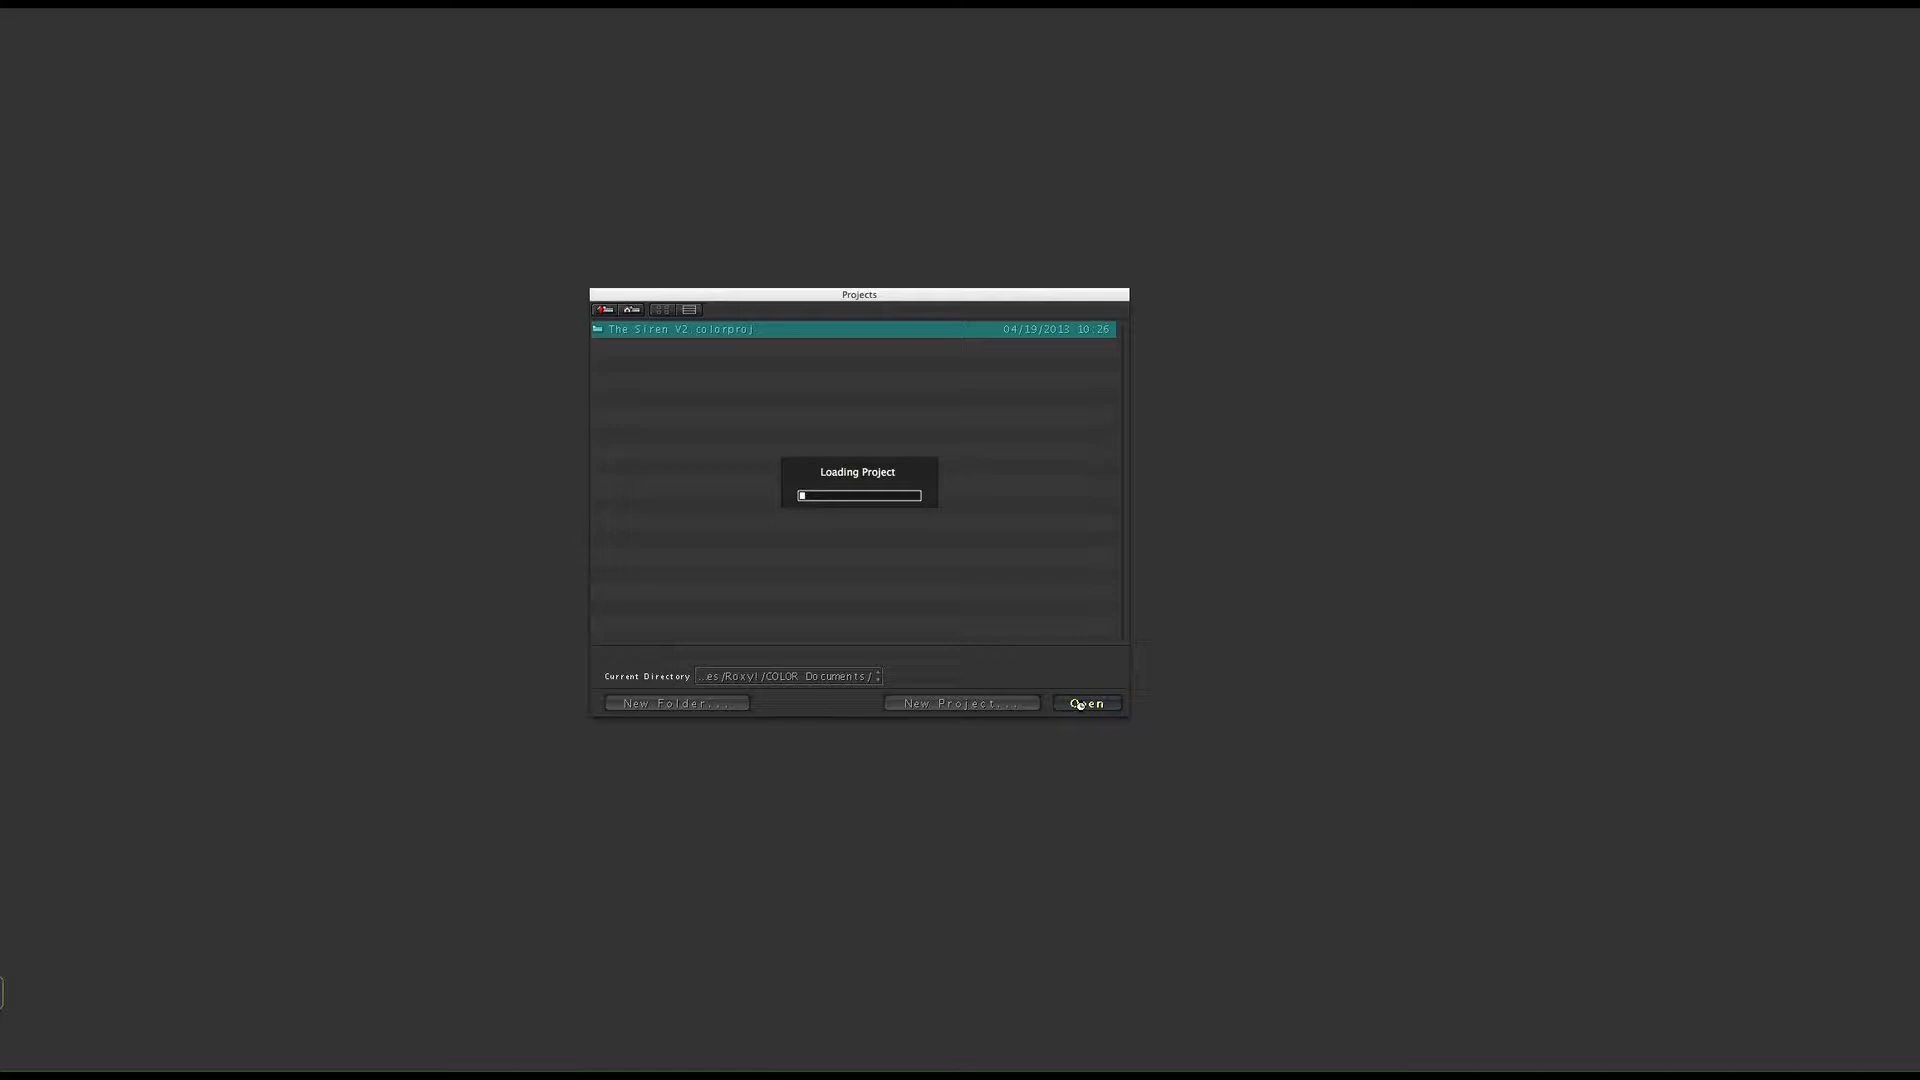 Projects
The Siren V2 colorproj 04/19/2013 10:26
Loading Project
Current Directory ...es/Roxy!/COLOR Documents/
New Folder... New Project... Open